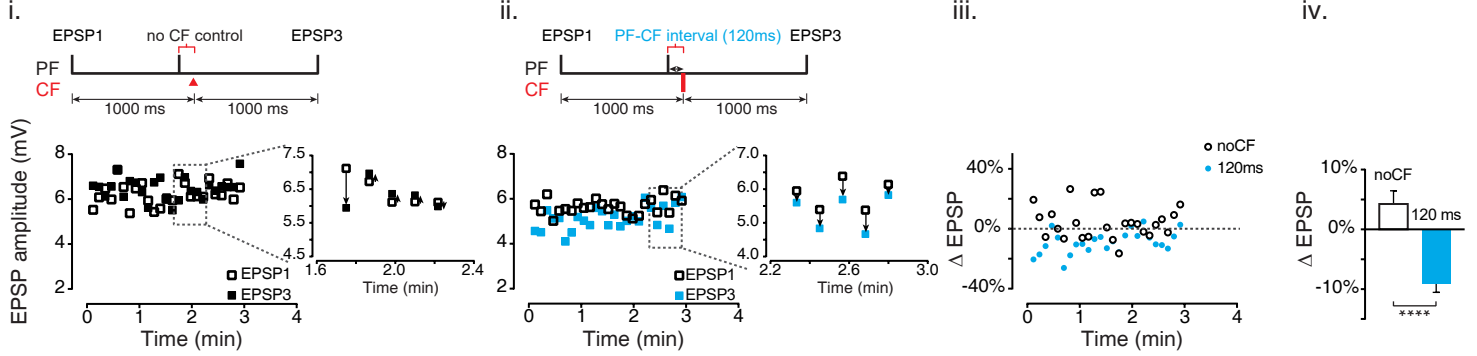 i.
EPSP1 no CF control EPSP3
PF
CF
1000 ms 1000 ms
EPSP amplitude (mV)
8
6
4
2
0 1 2 3 4
Time (min)
EPSP1
EPSP3
7.5
6.5
5.5
4.5
1.6 2.0 2.4
Time (min)
ii.
EPSP1 PF-CF interval (120ms) EPSP3
PF
CF
1000 ms 1000 ms
8
6
4
2
0 1 2 3 4
Time (min)
EPSP1
EPSP3
7.0
6.0
5.0
4.0
2.2 2.6 3.0
Time (min)
iii.
noCF
120ms
Δ EPSP
40%
0%
-40%
0 1 2 3 4
Time (min)
iv.
Δ EPSP
10%
0%
-10%
noCF
120 ms
****